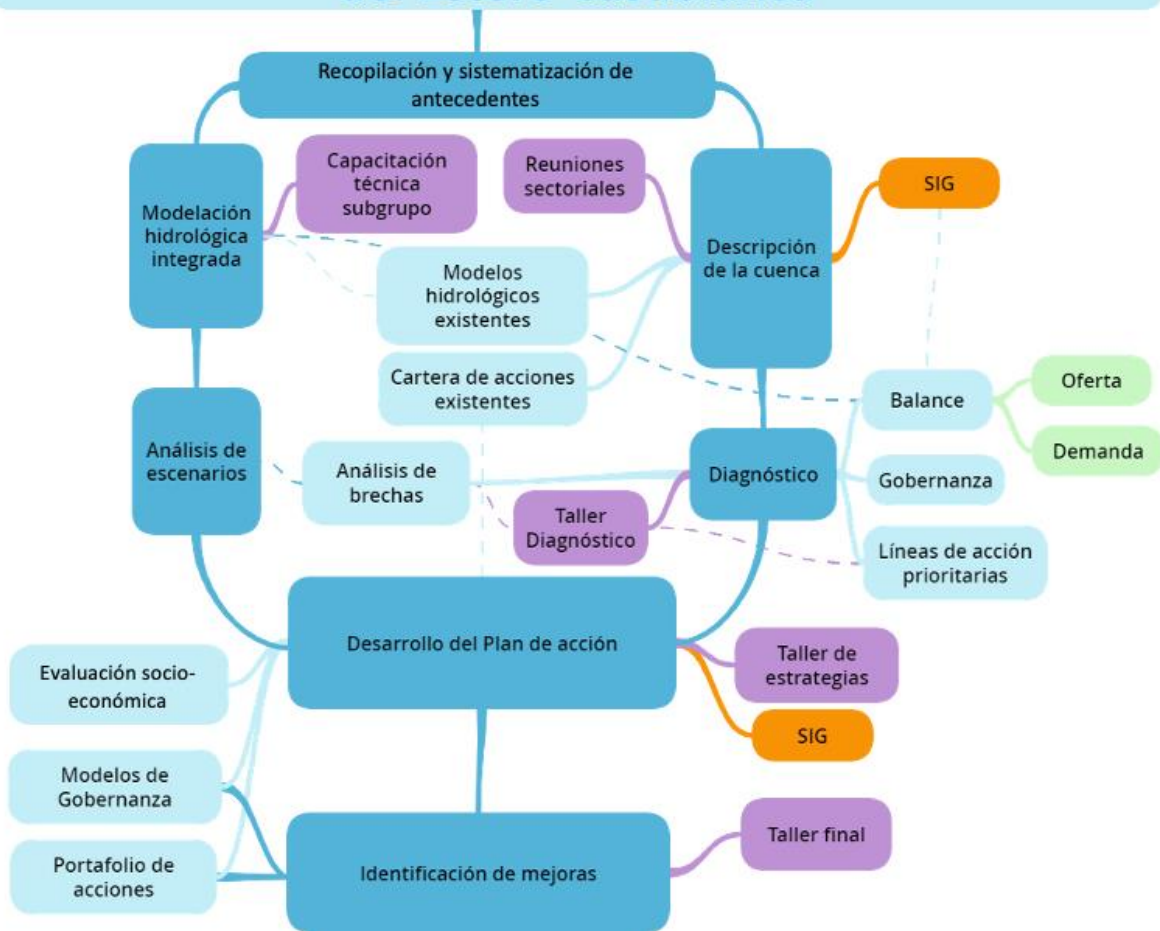 Recopilación y sistematización de
antecedentes
Modelación
hidrológica
integrada
Capacitación
técnica
subgrupo
Reuniones
sectoriales
Descripción
de la cuenca
SIG
Modelos
hidrológicos
existentes
Cartera de acciones
existentes
Balance
Oferta
Demanda
Análisis de
escenarios
Análisis de
brechas
Taller
Diagnóstico
Diagnóstico
Gobernanza
Líneas de acción
prioritarias
Desarrollo del Plan de acción
Taller de
estrategias
SIG
Evaluación socio-
económica
Modelos de
Gobernanza
Portafolio de
acciones
Identificación de mejoras
Taller final